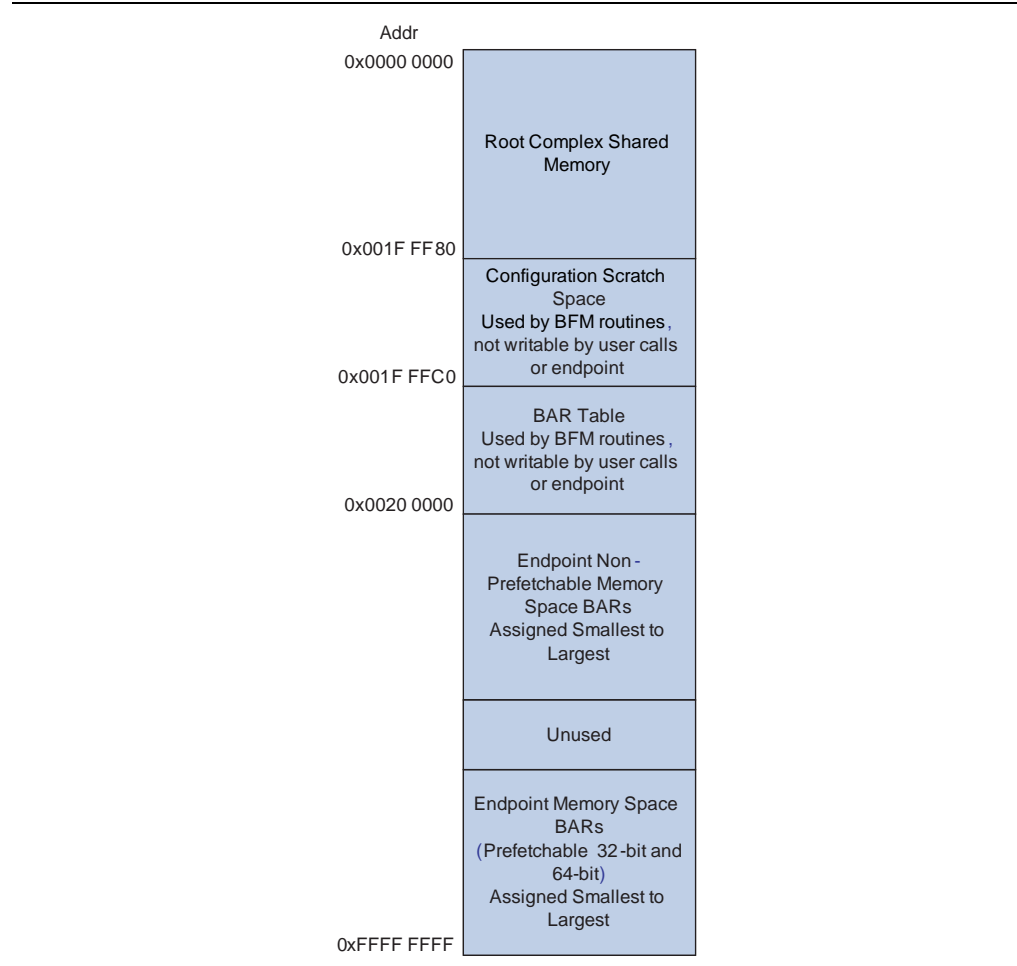 Addr
0x0000 0000
Root Complex Shared
Memory
0x001F FF80
Configuration Scratch
Space
Used by BFM routines,
not writable by user calls
or endpoint
0x001F FFC0
BAR Table
Used by BFM routines,
not writable by user calls
or endpoint
0x0020 0000
Endpoint Non-
Prefetchable Memory
Space BARs
Assigned Smallest to
Largest
Unused
Endpoint Memory Space
BARs
(Prefetchable 32-bit and
64-bit)
Assigned Smallest to
Largest
0xFFFF FFFF